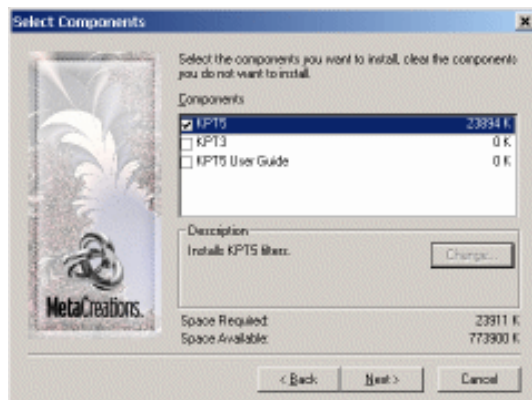 Select Components
Select the components you want to install, clear the components
you do not want to install.
Components
KPT5 23894 K
KPT3 0 K
KPT5 User Guide 0 K
Description
Installs KPT5 filters.
Change...
MetaCreations.
Space Required: 23911 K
Space Available: 773900 K
< Back Next > Cancel